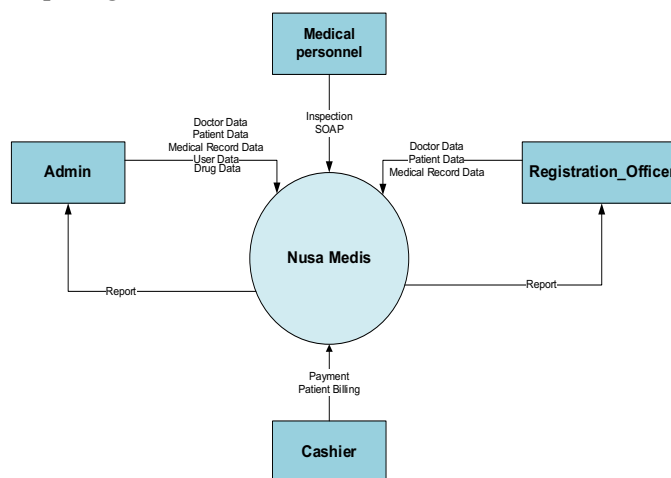 Medical
personnel
Inspection
SOAP
Doctor Data
Patient Data
Medical Record Data
User Data
Drug Data
Admin
Doctor Data
Patient Data
Medical Record Data
Registration_Officer
Nusa Medis
Report
Report
Payment
Patient Billing
Cashier